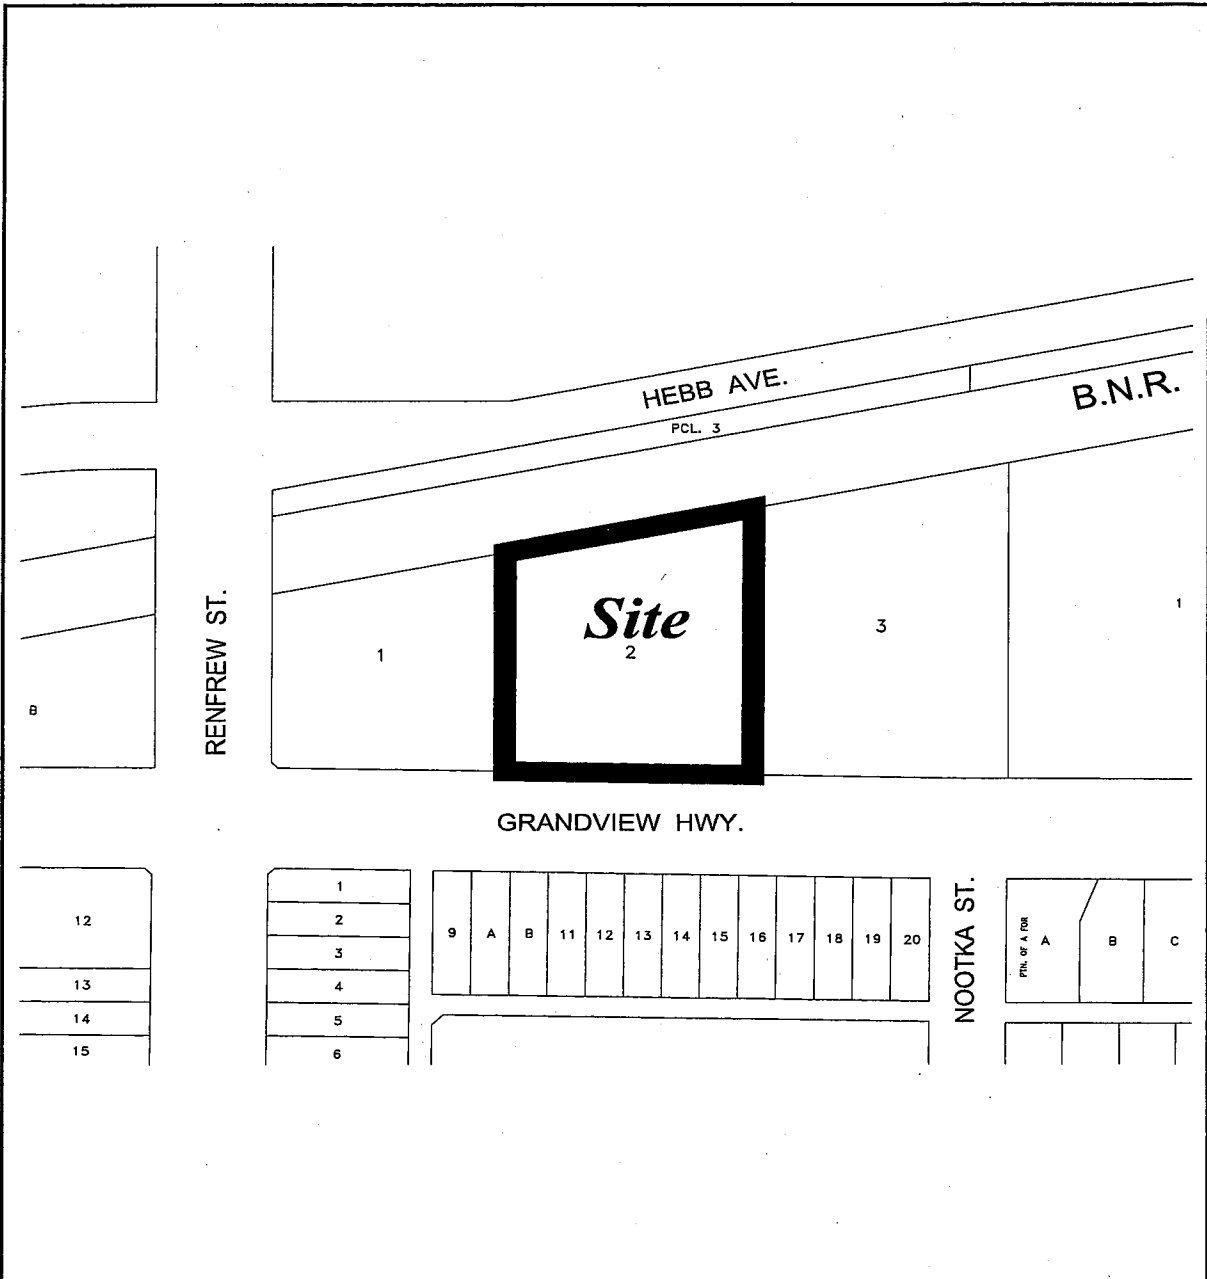 HEBB AVE.
B.N.R.
PCL. 3
RENFREW ST.
Site
1
2
3
1
B
GRANDVIEW HWY.
12
13
14
15
1
2
3
4
5
6
9 A B 11 12 13 14 15 16 17 18 19 20
NOOTKA ST.
PTN. OF A FOR
A B C